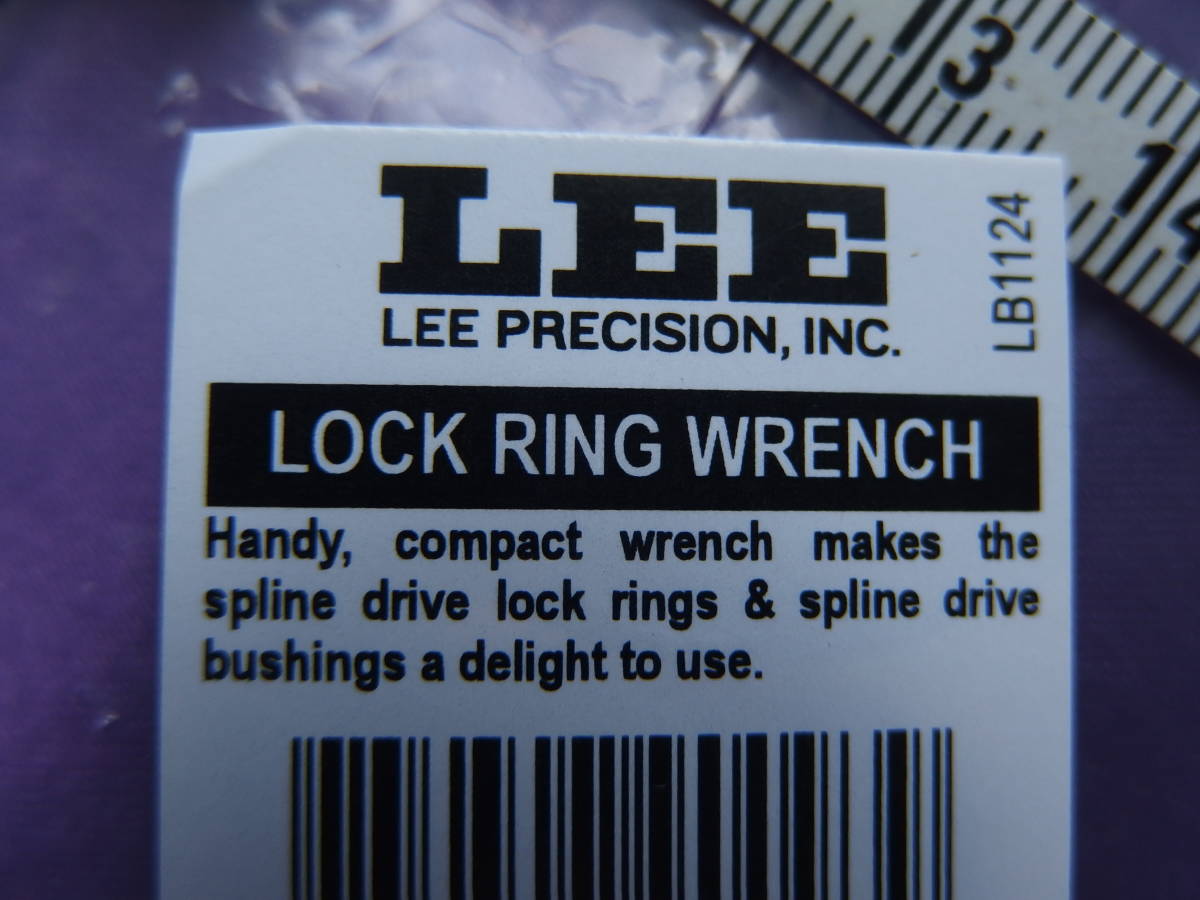 3
14
LEE
LEE PRECISION, INC.
LB1124
LOCK RING WRENCH
Handy, compact wrench makes the
spline drive lock rings & spline drive
bushings a delight to use.